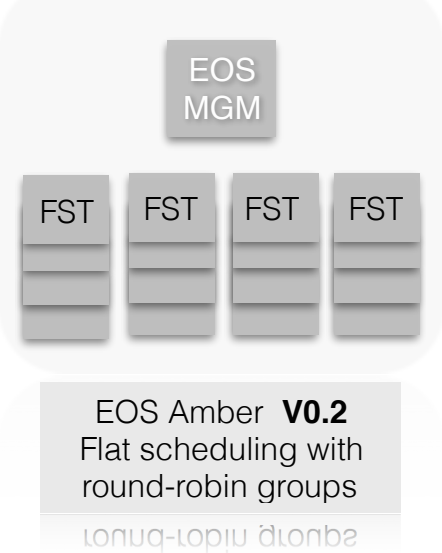 EOS
MGM
FST FST FST FST
EOS Amber V0.2
Flat scheduling with
round-robin groups